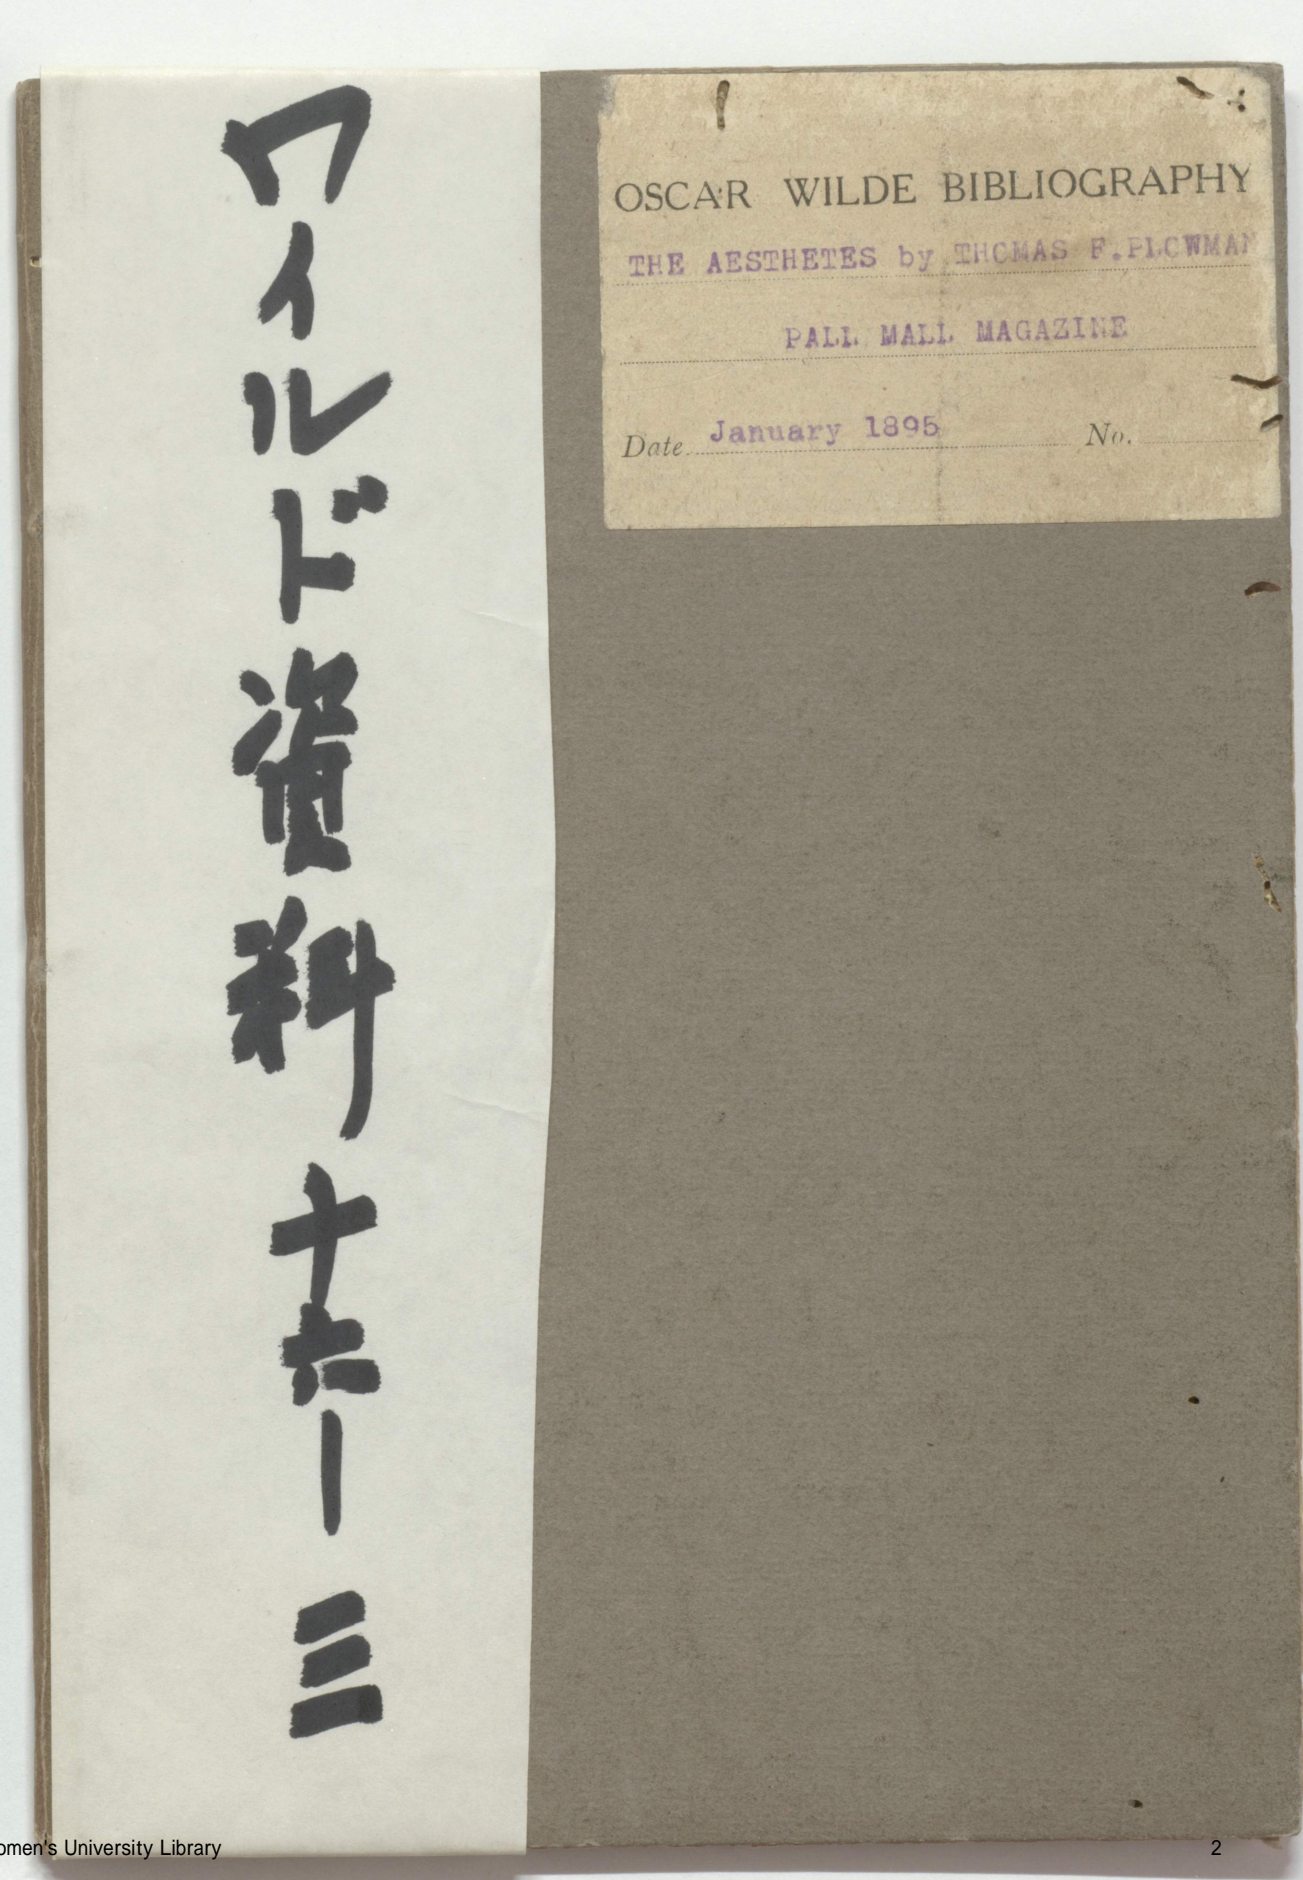 ワイルド資料十六ー三
OSCAR WILDE BIBLIOGRAPHY
THE AESTHETES by THOMAS F.PLOWMAN
PALL MALL MAGAZINE
Date January 1895 No.
omen's University Library
2